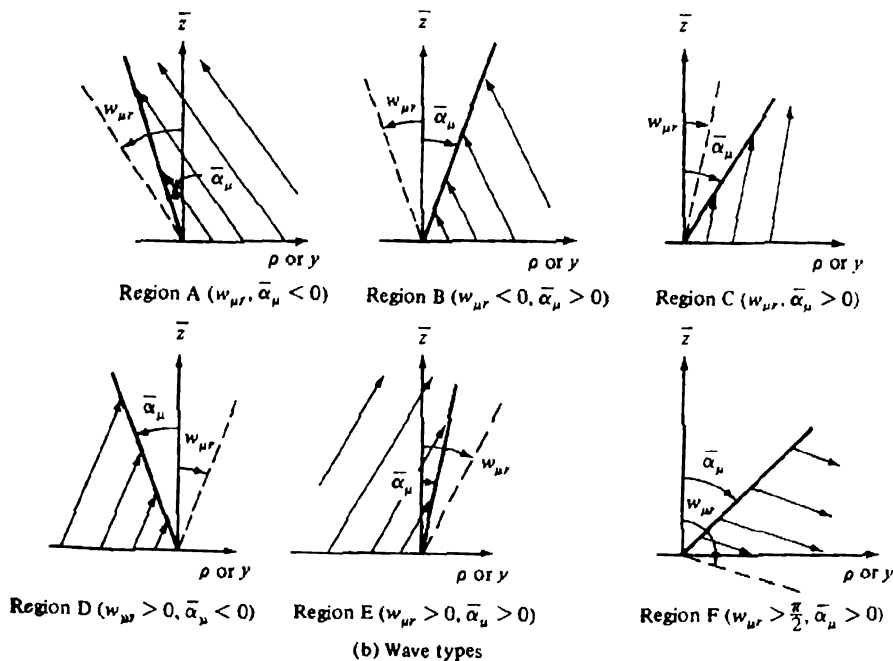 z̄ z̄ z̄
w_μr w_μr w_μr
ᾱ_μ ᾱ_μ ᾱ_μ
ρ or y ρ or y ρ or y
Region A (w_μr, ᾱ_μ < 0) Region B (w_μr < 0, ᾱ_μ > 0) Region C (w_μr, ᾱ_μ > 0)
z̄ z̄ z̄
ᾱ_μ w_μr w_μr ᾱ_μ ᾱ_μ w_μr
ρ or y ρ or y ρ or y
Region D (w_μr > 0, ᾱ_μ < 0) Region E (w_μr > 0, ᾱ_μ > 0) Region F (w_μr > π/2, ᾱ_μ > 0)
(b) Wave types